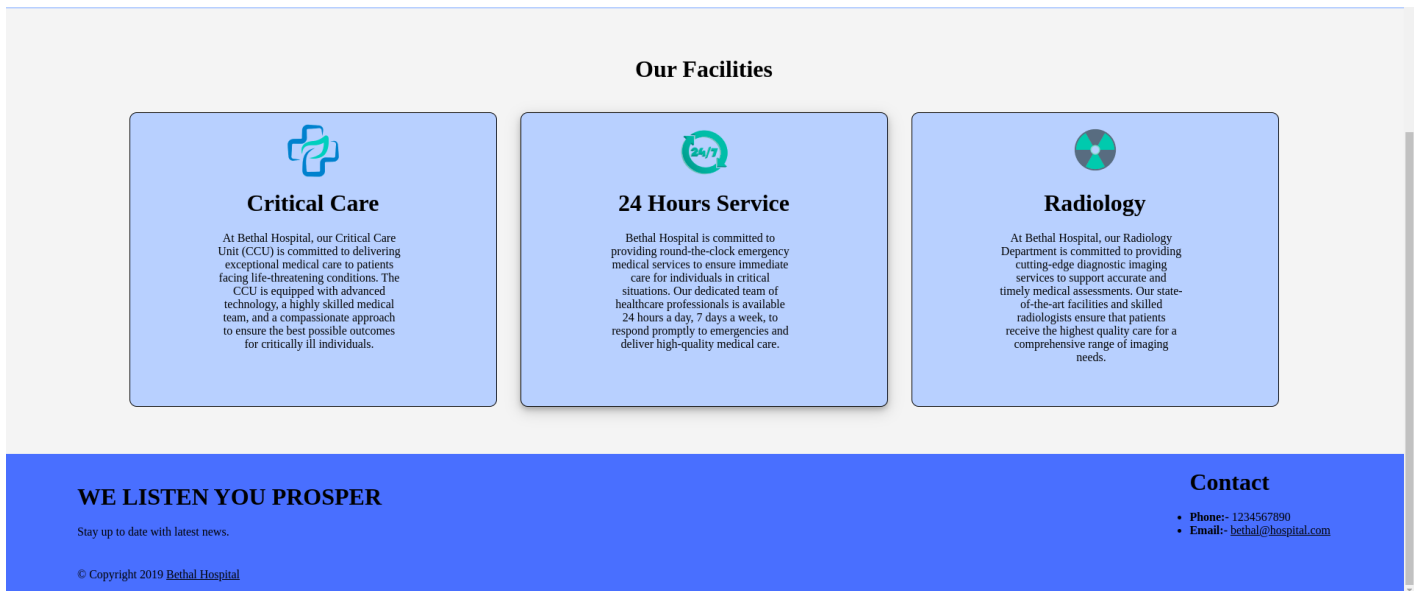 Our Facilities
Critical Care
At Bethal Hospital, our Critical Care
Unit (CCU) is committed to delivering
exceptional medical care to patients
facing life-threatening conditions. The
CCU is equipped with advanced
technology, a highly skilled medical
team, and a compassionate approach
to ensure the best possible outcomes
for critically ill individuals.
24/7
24 Hours Service
Bethal Hospital is committed to
providing round-the-clock emergency
medical services to ensure immediate
care for individuals in critical
situations. Our dedicated team of
healthcare professionals is available
24 hours a day, 7 days a week, to
respond promptly to emergencies and
deliver high-quality medical care.
Radiology
At Bethal Hospital, our Radiology
Department is committed to providing
cutting-edge diagnostic imaging
services to support accurate and
timely medical assessments. Our state-
of-the-art facilities and skilled
radiologists ensure that patients
receive the highest quality care for a
comprehensive range of imaging
needs.
WE LISTEN YOU PROSPER
Stay up to date with latest news.
© Copyright 2019 Bethal Hospital
Contact
• Phone:- 1234567890
• Email:- bethal@hospital.com